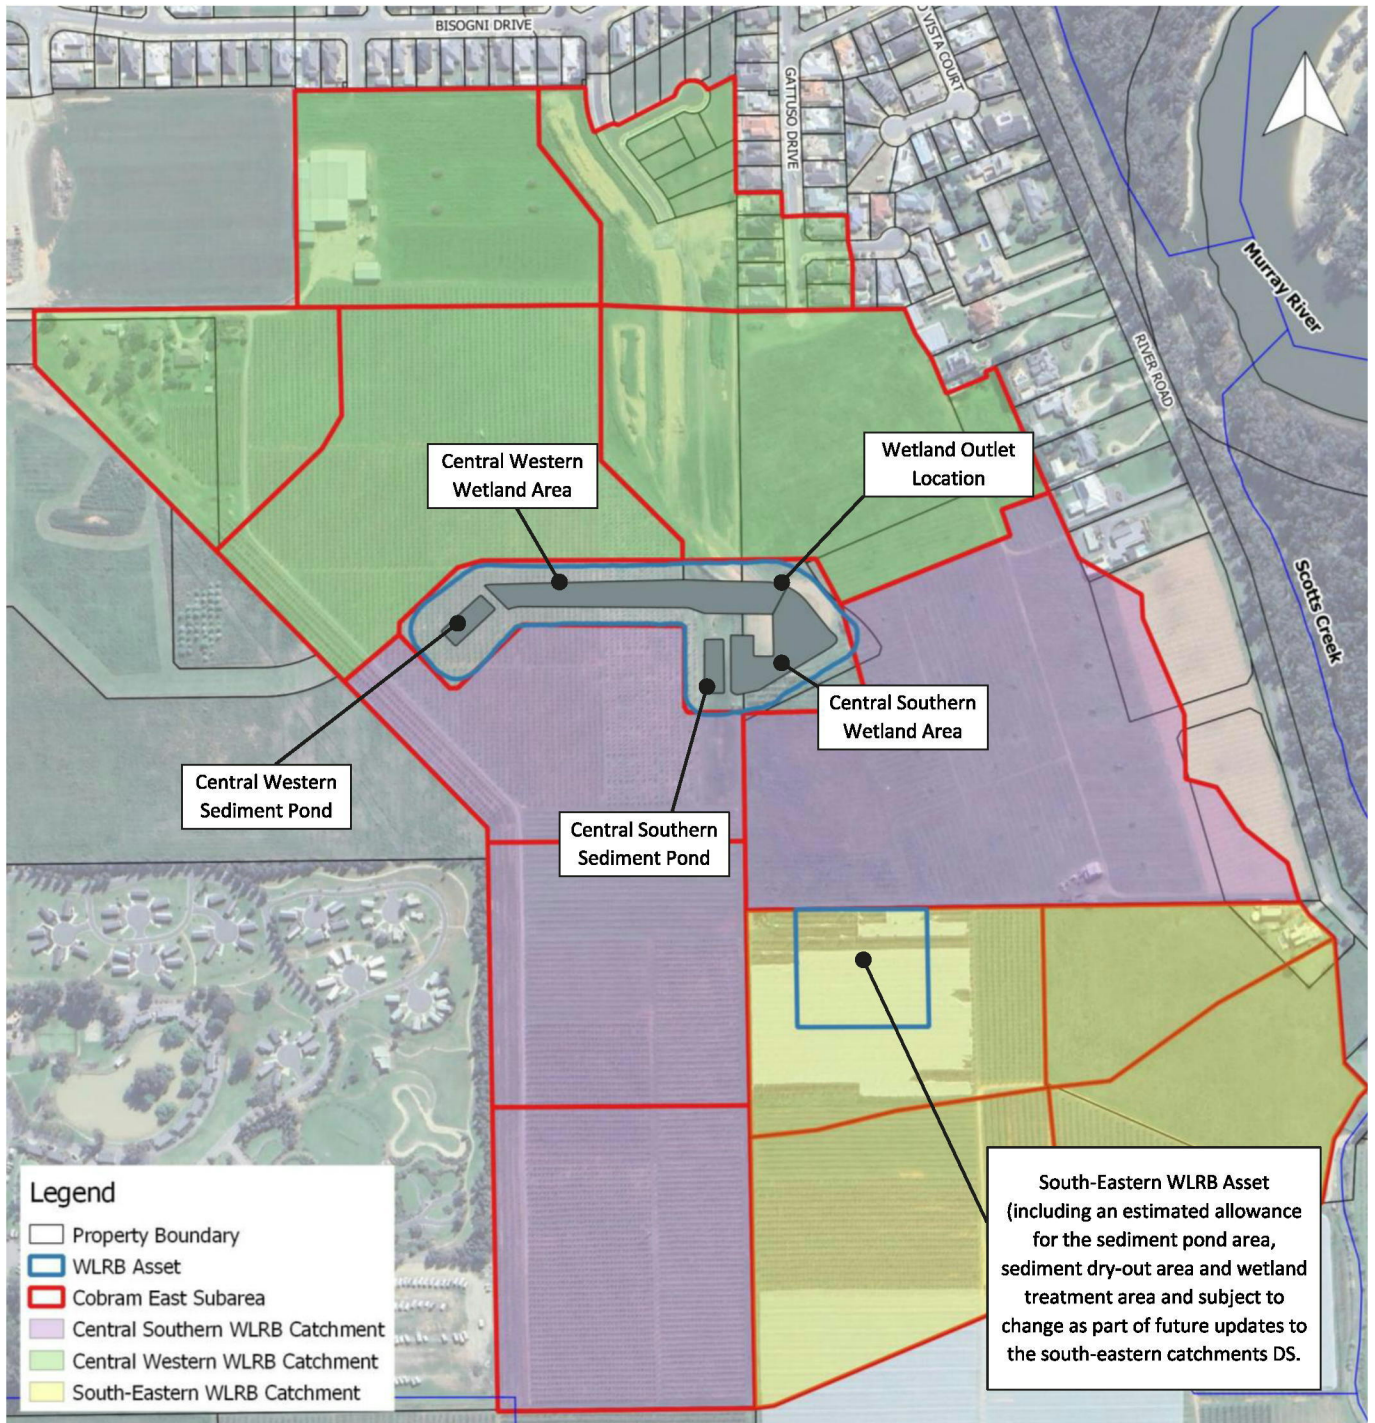 BISOGNI DRIVE
VISTA COURT
GATTUSO DRIVE
Murray River
RIVER ROAD
Central Western
Wetland Area
Wetland Outlet
Location
Scotts Creek
Central Southern
Wetland Area
Central Western
Sediment Pond
Central Southern
Sediment Pond
South-Eastern WLRB Asset
(including an estimated allowance
for the sediment pond area,
sediment dry-out area and wetland
treatment area and subject to
change as part of future updates to
the south-eastern catchments DS.
Legend
Property Boundary
WLRB Asset
Cobram East Subarea
Central Southern WLRB Catchment
Central Western WLRB Catchment
South-Eastern WLRB Catchment